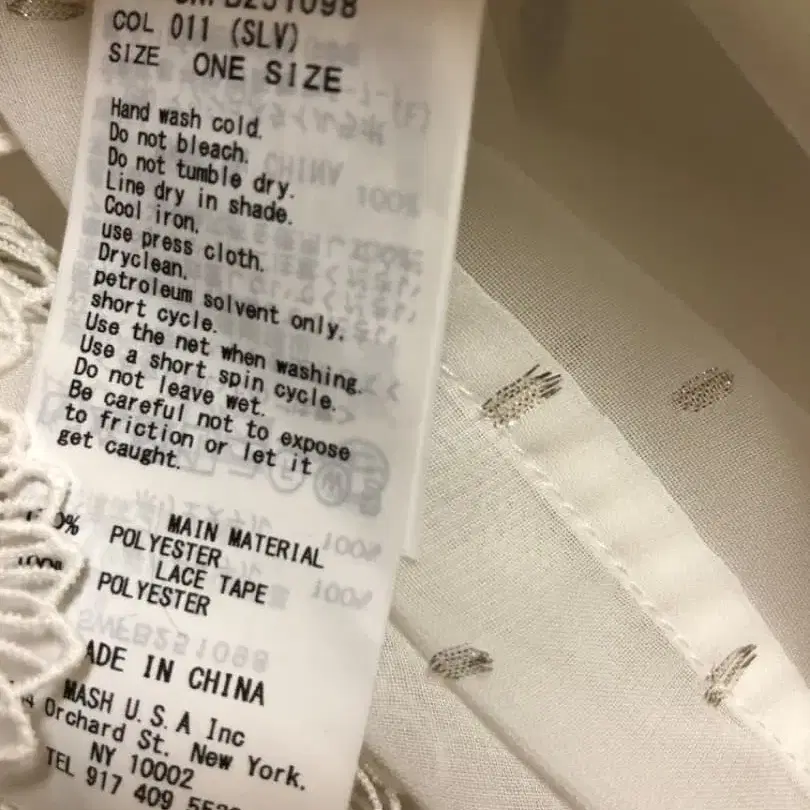 SWFB251098
COL 011 (SLV)
SIZE ONE SIZE
Hand wash cold.
Do not bleach.
Do not tumble dry.
Line dry in shade.
Cool iron,
use press cloth.
Dryclean,
petroleum solvent only,
short cycle.
Use the net when washing.
Use a short spin cycle.
Do not leave wet.
Be careful not to expose
to friction or let it
get caught.
MAIN MATERIAL
POLYESTER
LACE TAPE
100% POLYESTER
ADE IN CHINA
MASH U.S.A Inc
Orchard St. New York.
NY 10002
TEL 917 409